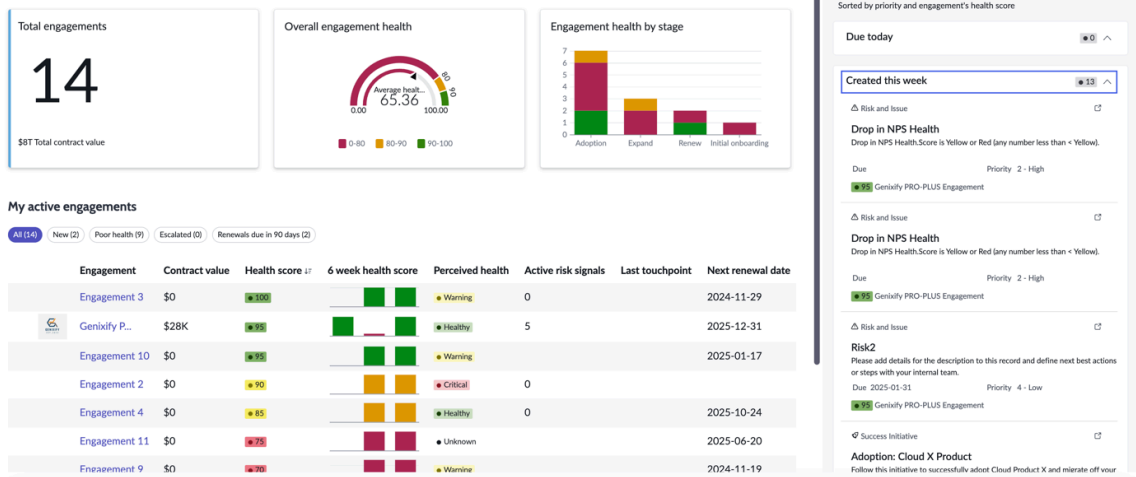 Total engagements
14
$8T Total contract value
Overall engagement health
80
90
Average healt...
65.36
0.00
100.00
0-80
80-90
90-100
Engagement health by stage
7
6
5
4
3
2
1
0
Adoption
Expand
Renew
Initial onboarding
My active engagements
All (14)
New (2)
Poor health (9)
Escalated (0)
Renewals due in 90 days (2)
Engagement Contract value Health score 6 week health score Perceived health Active risk signals Last touchpoint Next renewal date
Engagement 3 $0 100 Warning 0 2024-11-29
Genixify P... $28K 95 Healthy 5 2025-12-31
Engagement 10 $0 95 Warning 2025-01-17
Engagement 2 $0 90 Critical 0
Engagement 4 $0 85 Healthy 0 2025-10-24
Engagement 11 $0 75 Unknown 2025-06-20
Engagement 9 $0 70 Warning 2024-11-19
Sorted by priority and engagement's health score
Due today 0
Created this week 13
Risk and Issue
Drop in NPS Health
Drop in NPS Health.Score is Yellow or Red (any number less than < Yellow).
Due Priority 2 - High
95 Genixify PRO-PLUS Engagement
Risk and Issue
Drop in NPS Health
Drop in NPS Health.Score is Yellow or Red (any number less than < Yellow).
Due Priority 2 - High
95 Genixify PRO-PLUS Engagement
Risk and Issue
Risk2
Please add details for the description to this record and define next best actions
or steps with your internal team.
Due 2025-01-31 Priority 4 - Low
95 Genixify PRO-PLUS Engagement
Success Initiative
Adoption: Cloud X Product
Follow this initiative to successfully adopt Cloud Product X and migrate off your